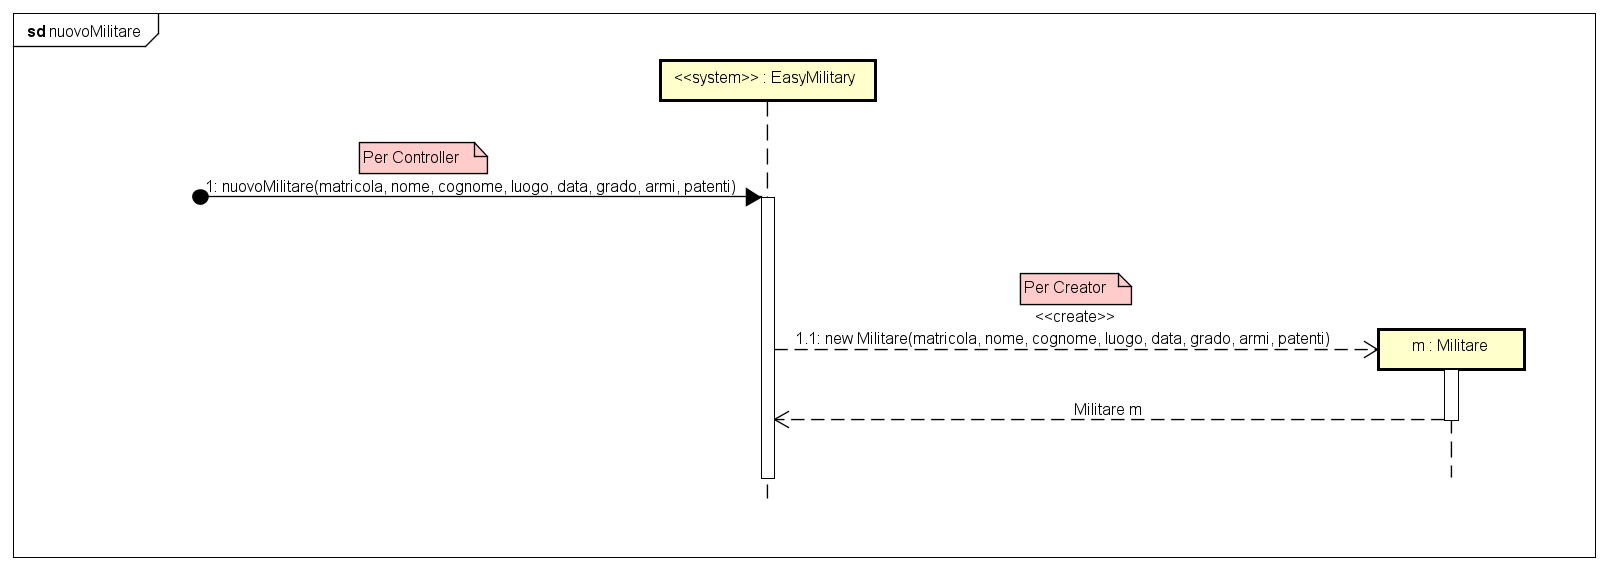 sd nuovoMilitare
<<system>> : EasyMilitary
Per Controller
1: nuovoMilitare(matricola, nome, cognome, luogo, data, grado, armi, patenti)
Per Creator
<<create>>
1.1: new Militare(matricola, nome, cognome, luogo, data, grado, armi, patenti)
m : Militare
Militare m